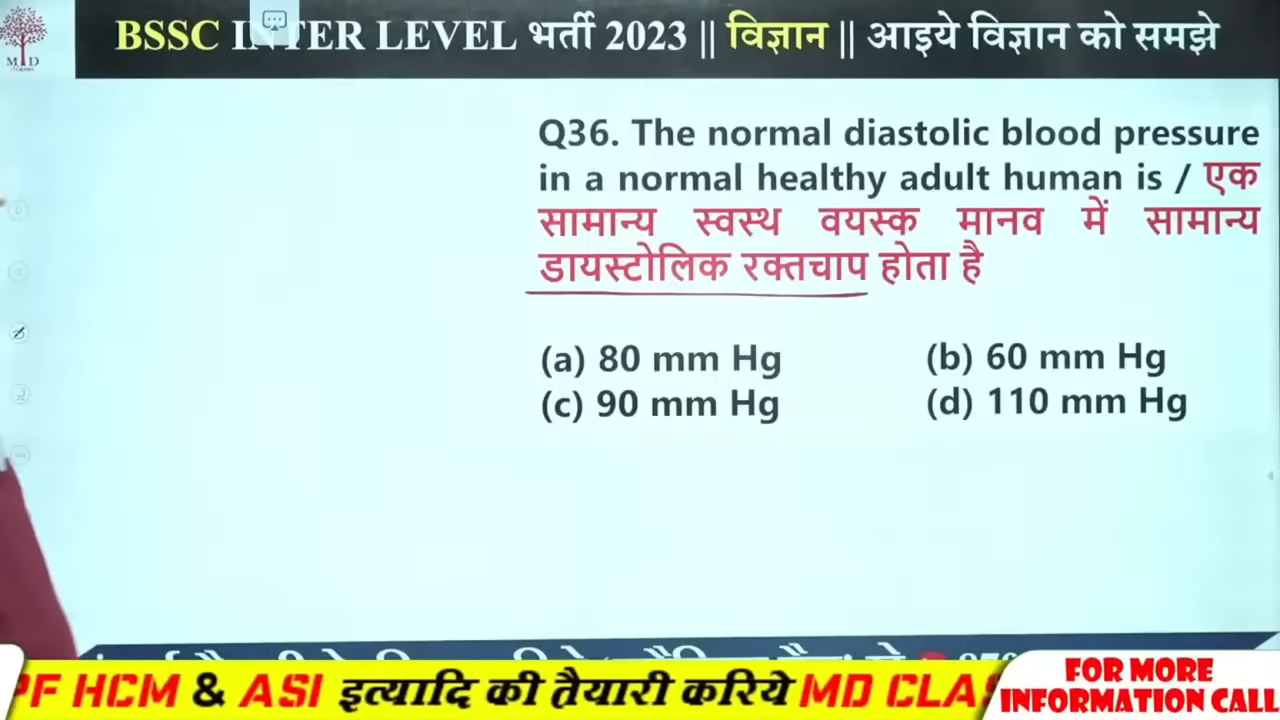 BSSC INTER LEVEL भर्ती 2023 || विज्ञान || आइये विज्ञान को समझे
Q36. The normal diastolic blood pressure
in a normal healthy adult human is / एक
सामान्य स्वस्थ वयस्क मानव में सामान्य
डायस्टोलिक रक्तचाप होता है
(a) 80 mm Hg (b) 60 mm Hg
(c) 90 mm Hg (d) 110 mm Hg
HCM & ASI इत्यादि की तैयारी करिये MD
FOR MORE
INFORMATION CALL